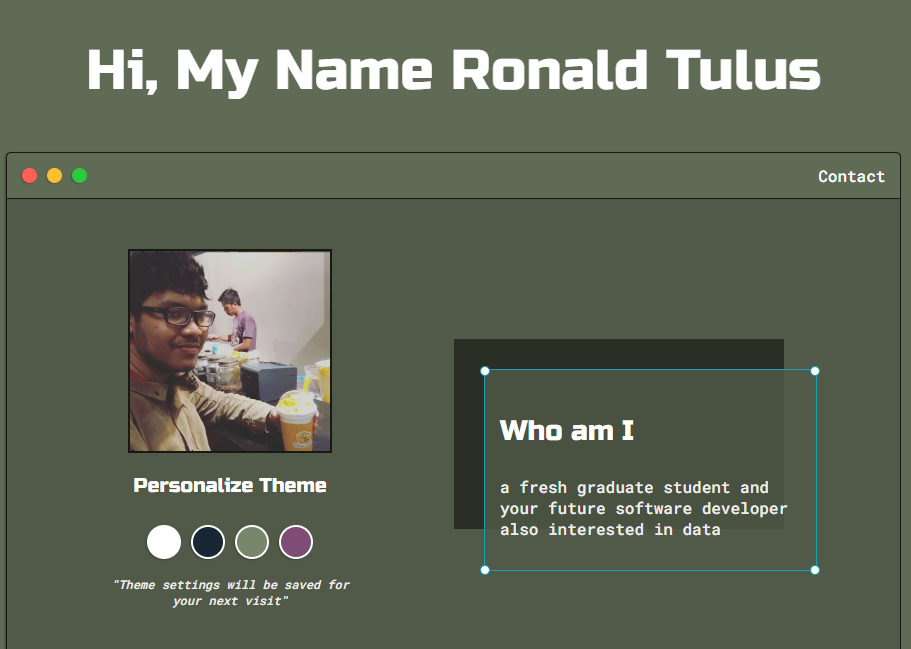 Hi, My Name Ronald Tulus
Contact
Personalize Theme
"Theme settings will be saved for
your next visit"
Who am I
a fresh graduate student and
your future software developer
also interested in data